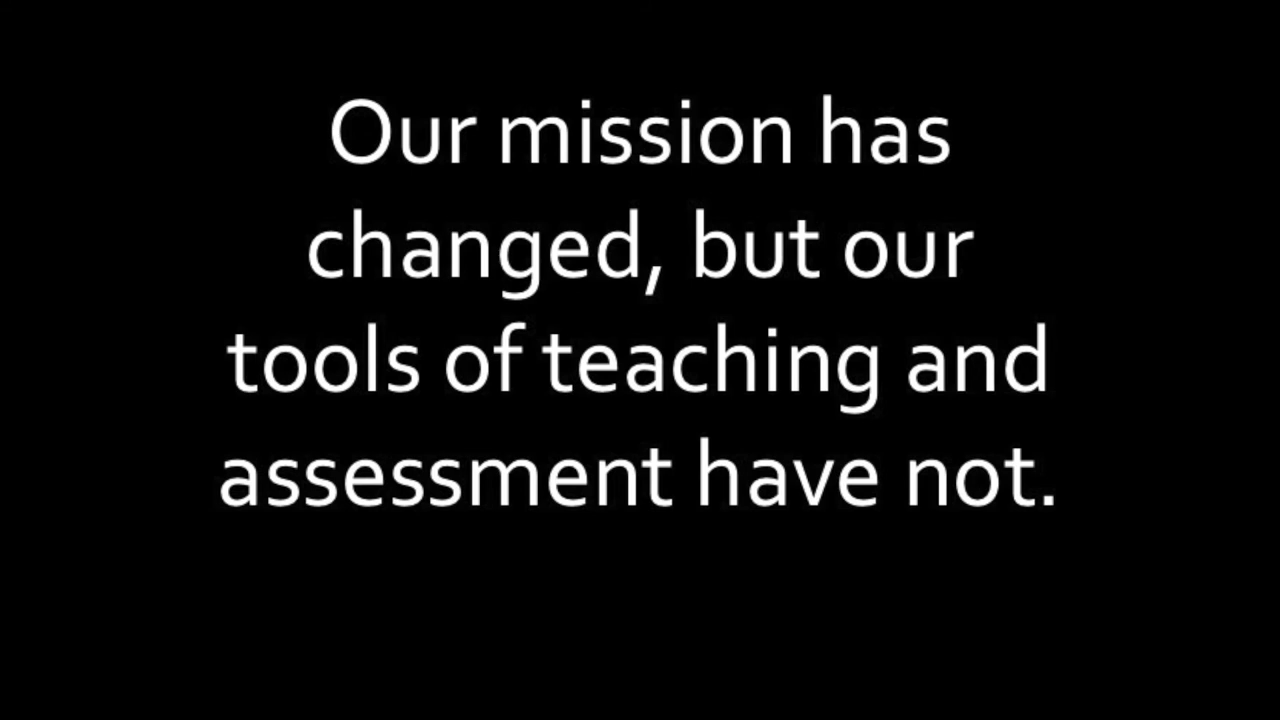 Our mission has
changed, but our
tools of teaching and
assessment have not.